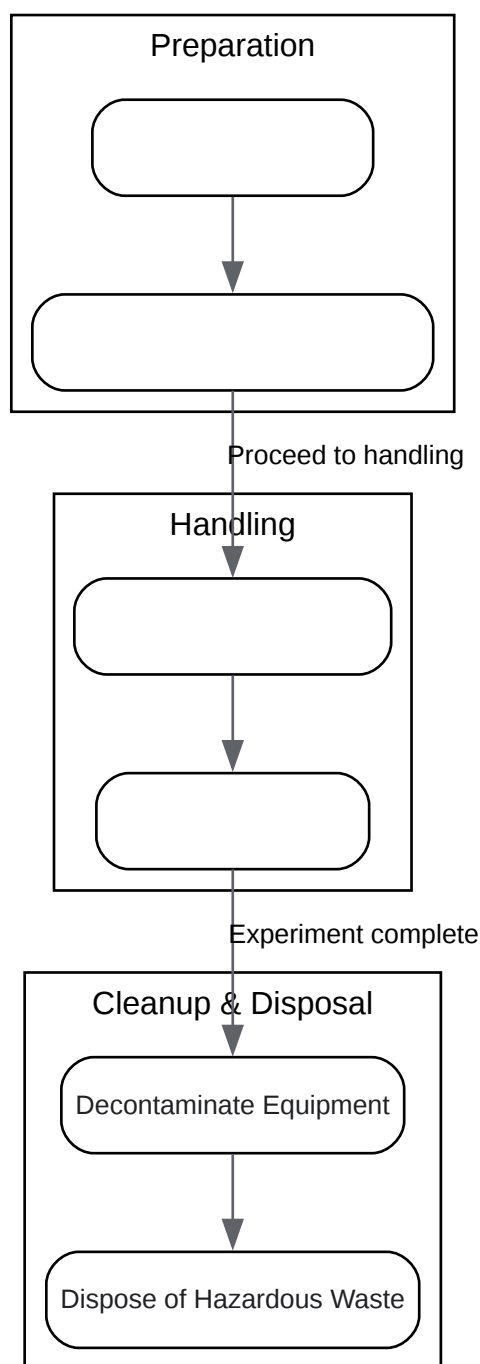 Preparation
Proceed to handling
Handling
Experiment complete
Cleanup & Disposal
Decontaminate Equipment
Dispose of Hazardous Waste